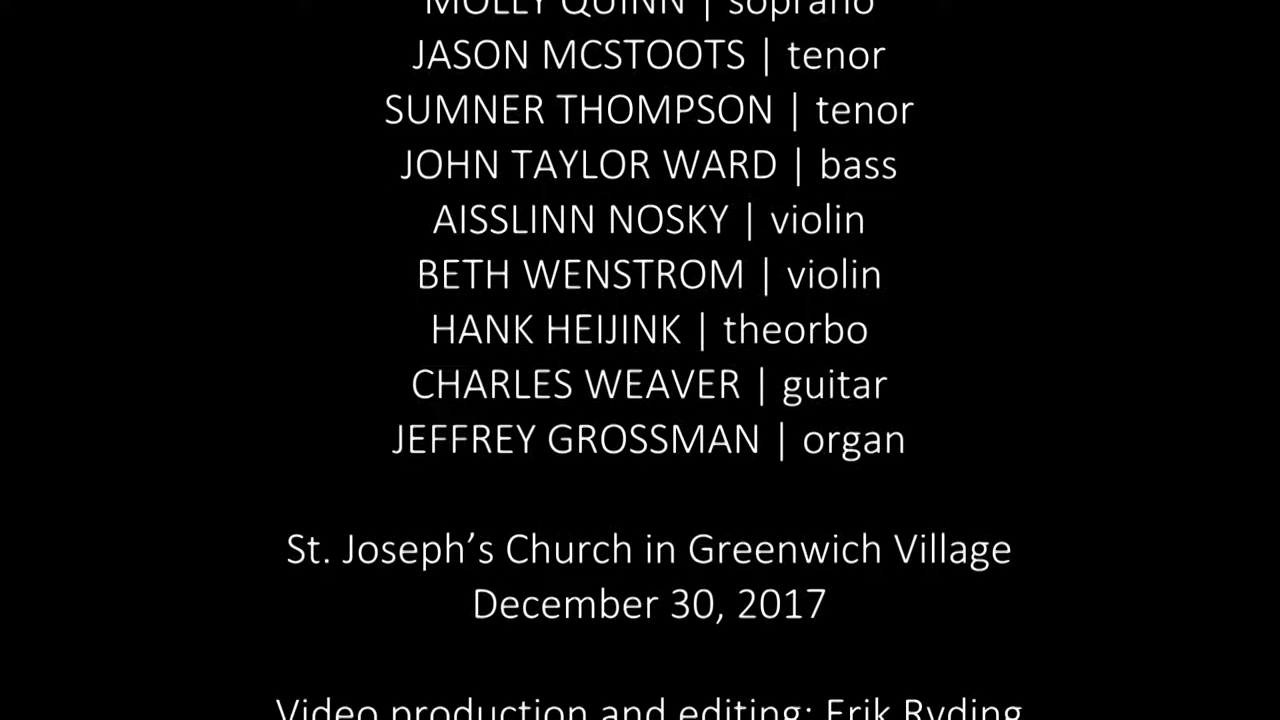 MOLLY QUINN | soprano
JASON MCSTOOTS | tenor
SUMNER THOMPSON | tenor
JOHN TAYLOR WARD | bass
AISSLINN NOSKY | violin
BETH WENSTROM | violin
HANK HEIJINK | theorbo
CHARLES WEAVER | guitar
JEFFREY GROSSMAN | organ
St. Joseph’s Church in Greenwich Village
December 30, 2017
Video production and editing: Erik Ryding